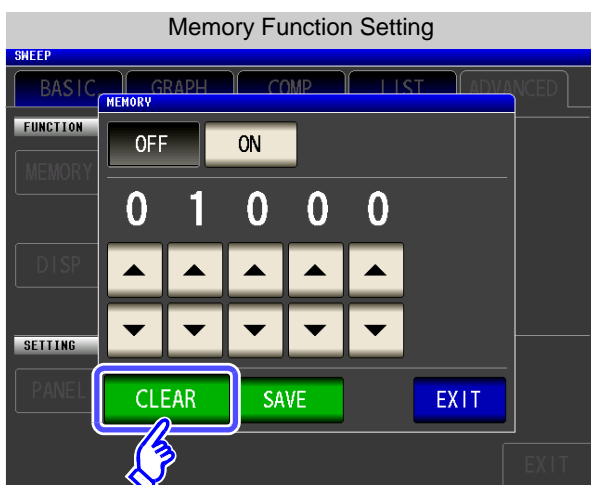 Memory Function Setting
SWEEP
BASIC GRAPH COMP LIST ADVANCED
MEMORY
FUNCTION
OFF ON
MEMORY
0 1 0 0 0
DISP
SETTING
PANEL
CLEAR SAVE EXIT
EXIT